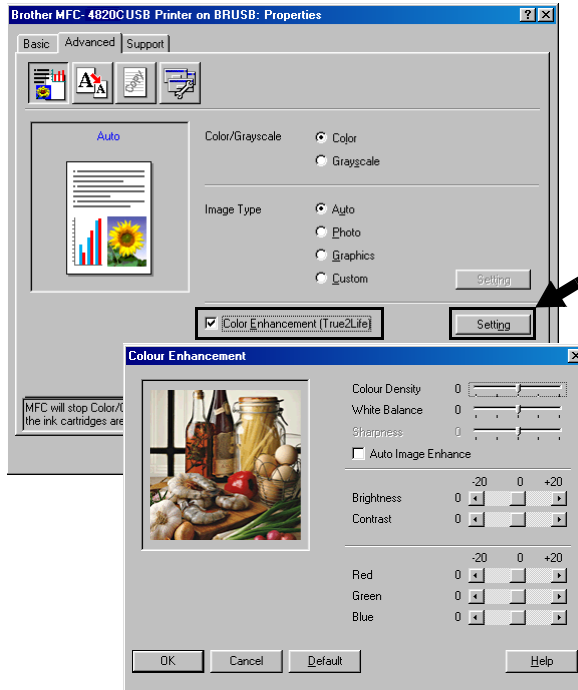 Brother MFC- 4820CUSB Printer on BRUSB: Properties
Basic Advanced Support
Copy
Auto
Color/Grayscale
Color
Grayscale
Image Type
Auto
Photo
Graphics
Custom
Setting
Color Enhancement (True2Life)
Setting
MFC will stop Color/
the ink cartridges are
Colour Enhancement
Colour Density 0
White Balance 0
Sharpness 0
Auto Image Enhance
-20 0 +20
Brightness 0
Contrast 0
-20 0 +20
Red 0
Green 0
Blue 0
OK Cancel Default Help